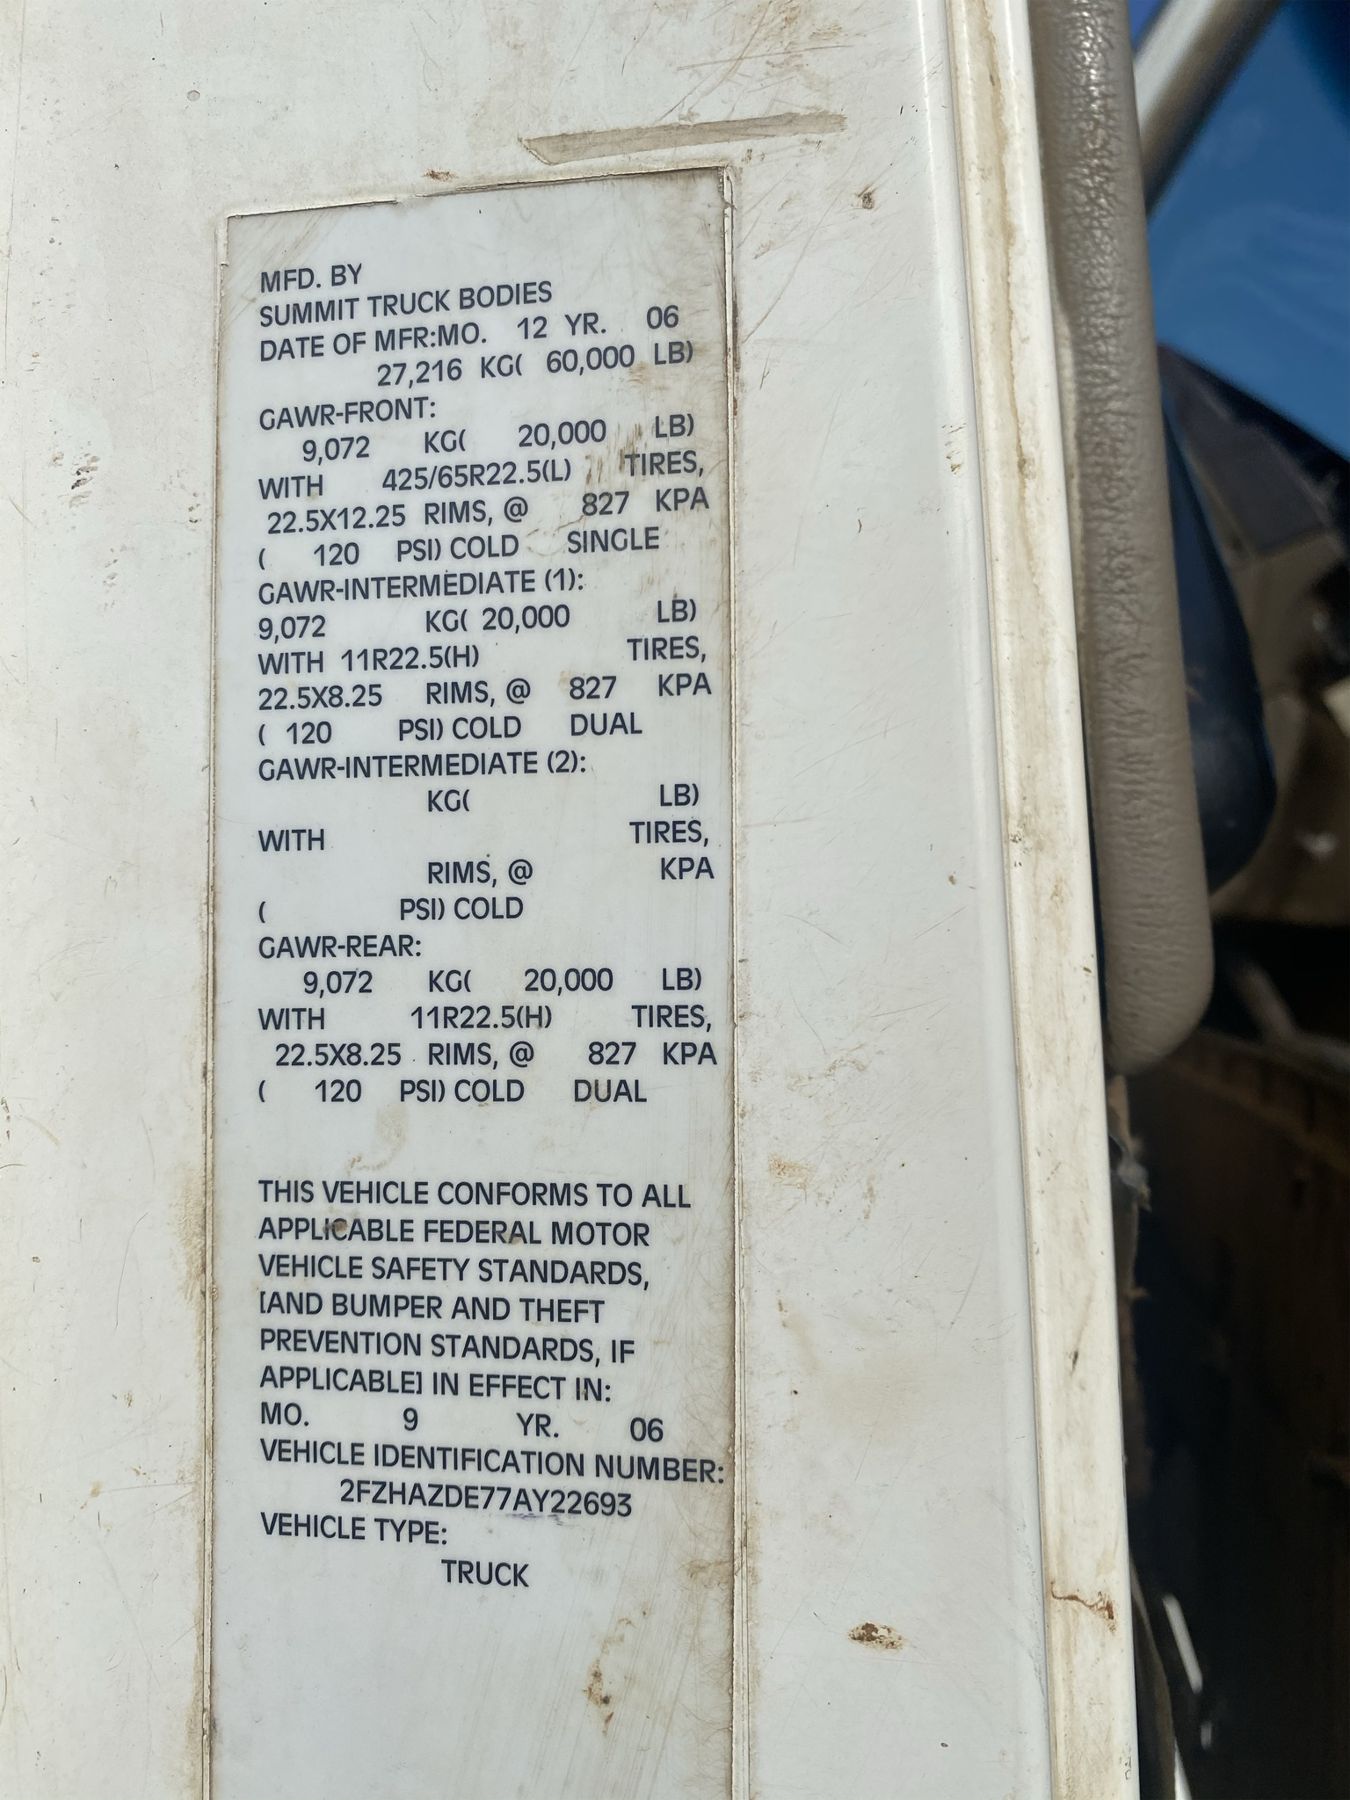 MFD. BY
SUMMIT TRUCK BODIES
DATE OF MFR:MO. 12 YR. 06
27,216 KG( 60,000 LB)
GAWR-FRONT:
9,072 KG( 20,000 LB)
WITH 425/65R22.5(L) TIRES,
22.5X12.25 RIMS, @ 827 KPA
( 120 PSI) COLD SINGLE
GAWR-INTERMEDIATE (1):
9,072 KG( 20,000 LB)
WITH 11R22.5(H) TIRES,
22.5X8.25 RIMS, @ 827 KPA
( 120 PSI) COLD DUAL
GAWR-INTERMEDIATE (2):
KG( LB)
WITH TIRES,
RIMS, @ KPA
( PSI) COLD
GAWR-REAR:
9,072 KG( 20,000 LB)
WITH 11R22.5(H) TIRES,
22.5X8.25 RIMS, @ 827 KPA
( 120 PSI) COLD DUAL
THIS VEHICLE CONFORMS TO ALL
APPLICABLE FEDERAL MOTOR
VEHICLE SAFETY STANDARDS,
[AND BUMPER AND THEFT
PREVENTION STANDARDS, IF
APPLICABLE] IN EFFECT IN:
MO. 9 YR. 06
VEHICLE IDENTIFICATION NUMBER:
2FZHAZDE77AY22693
VEHICLE TYPE:
TRUCK